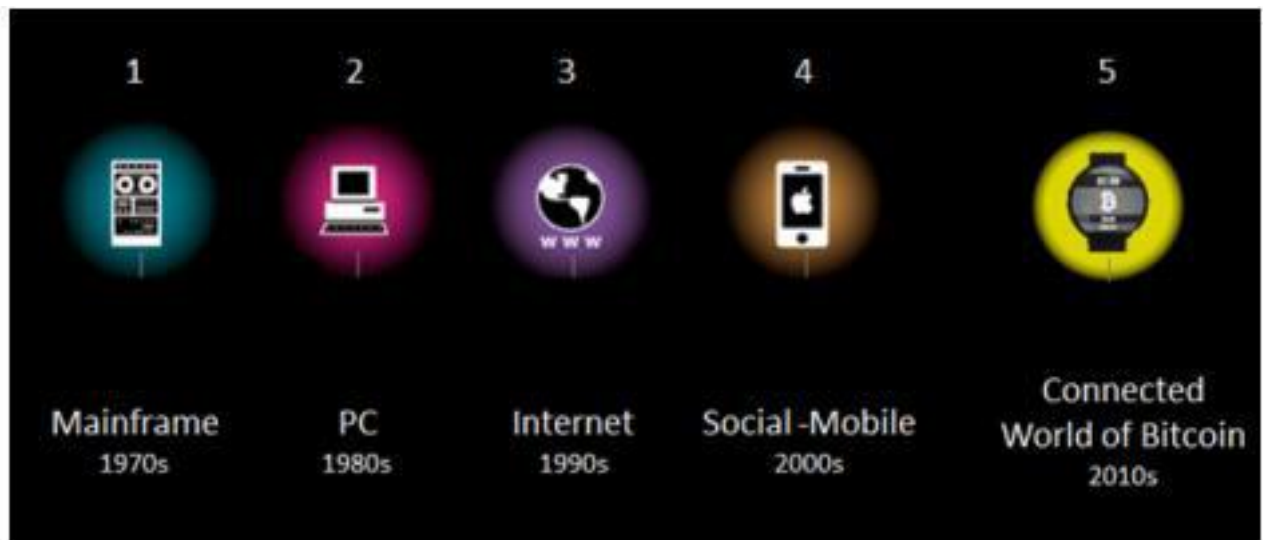 1
2
3
4
5
W W W
B
Mainframe
1970s
PC
1980s
Internet
1990s
Social -Mobile
2000s
Connected
World of Bitcoin
2010s